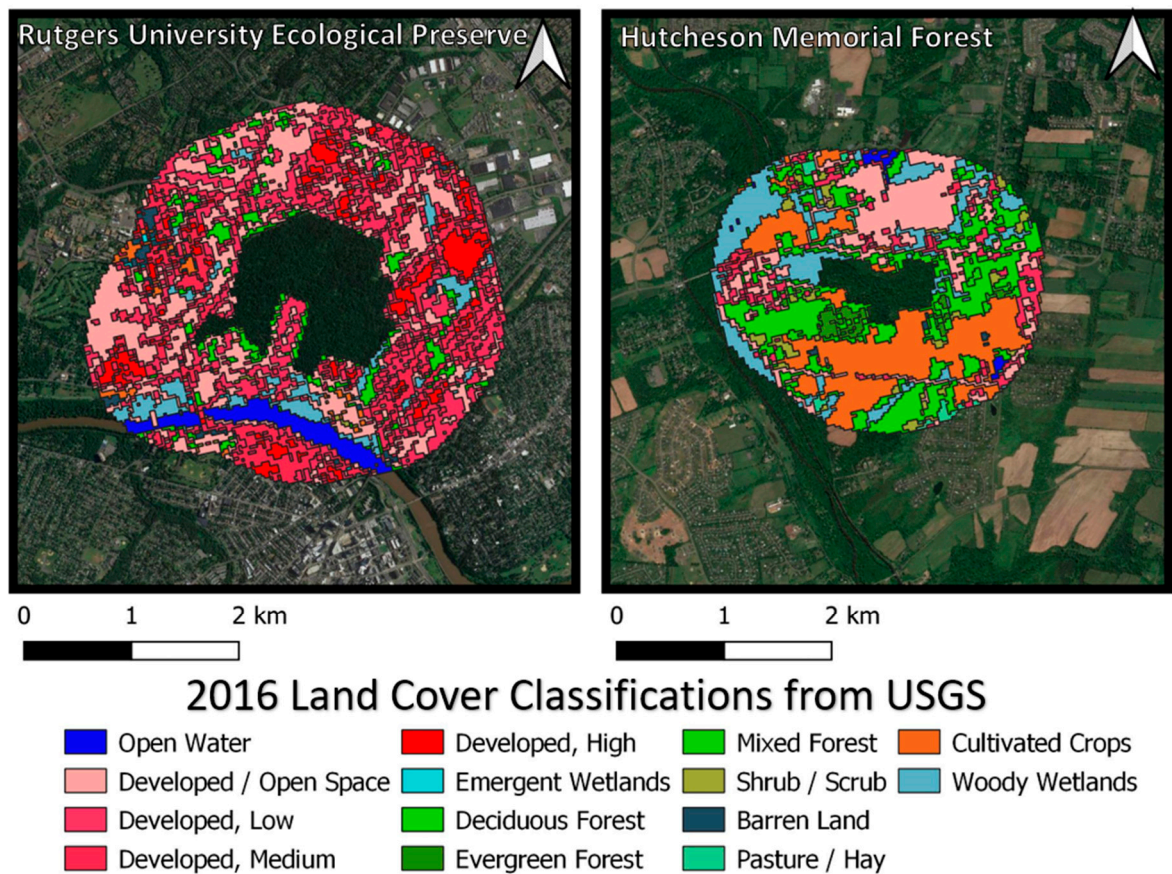 Rutgers University Ecological Preserve
Hutcheson Memorial Forest
0 1 2 km
0 1 2 km
2016 Land Cover Classifications from USGS
Open Water
Developed / Open Space
Developed, Low
Developed, Medium
Developed, High
Emergent Wetlands
Deciduous Forest
Evergreen Forest
Mixed Forest
Shrub / Scrub
Barren Land
Pasture / Hay
Cultivated Crops
Woody Wetlands